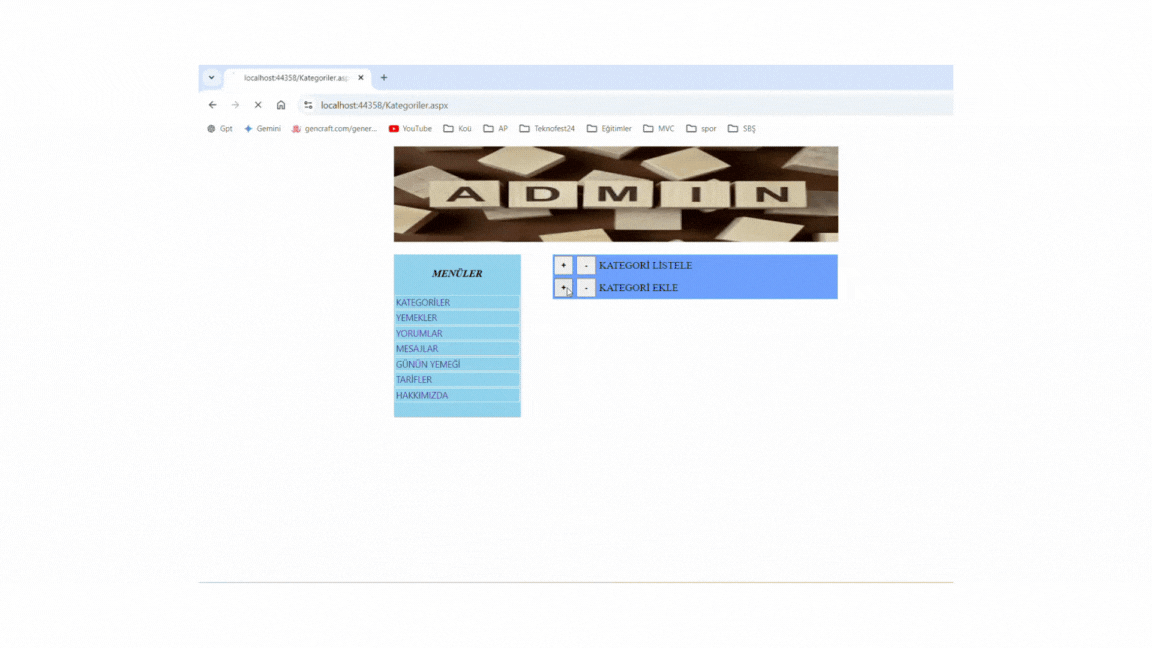 localhost:44358/Kategoriler.asp
localhost:44358/Kategoriler.aspx
Gpt Gemini gencraft.com/gener... YouTube Koü AP Teknofest24 Eğitimler MVC spor SBŞ
ADMIN
MENÜLER
KATEGORİLER
YEMEKLER
YORUMLAR
MESAJLAR
GÜNÜN YEMEĞİ
TARİFLER
HAKKIMIZDA
+ - KATEGORİ LİSTELE
+ - KATEGORİ EKLE